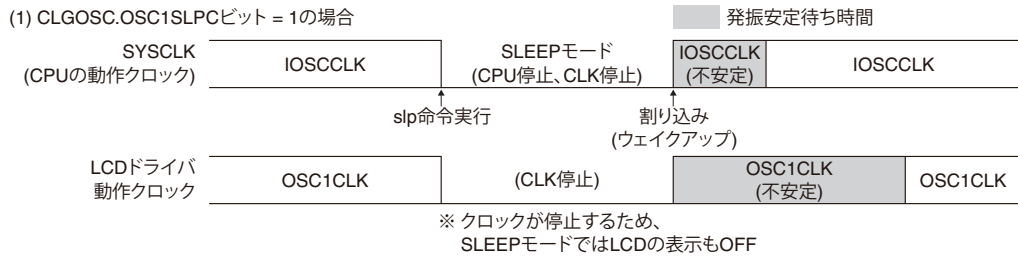 (1) CLGOSC.OSC1SLPCビット = 1の場合
発振安定待ち時間
SYSCLK
(CPUの動作クロック)
IOSCCLK
SLEEPモード
(CPU停止、CLK停止)
IOSCCLK
(不安定)
IOSCCLK
slp命令実行
割り込み
(ウェイクアップ)
LCDドライバ
動作クロック
OSC1CLK
(CLK停止)
OSC1CLK
(不安定)
OSC1CLK
※ クロックが停止するため、
SLEEPモードではLCDの表示もOFF